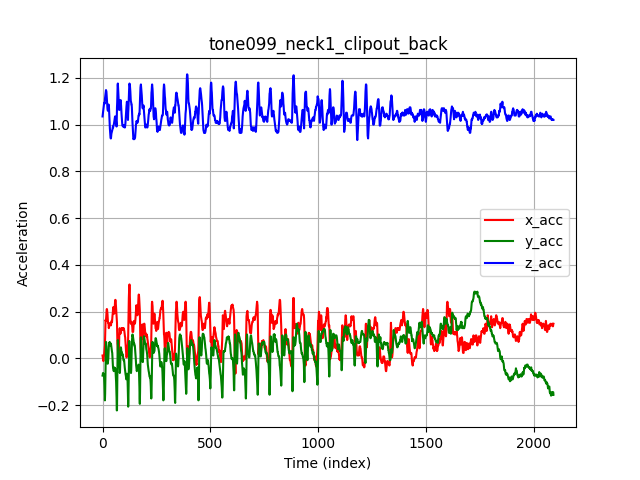 tone099_neck1_clipout_back
1.2
1.0
0.8
0.6
0.4
0.2
0.0
−0.2
Acceleration
x_acc
y_acc
z_acc
0 500 1000 1500 2000
Time (index)